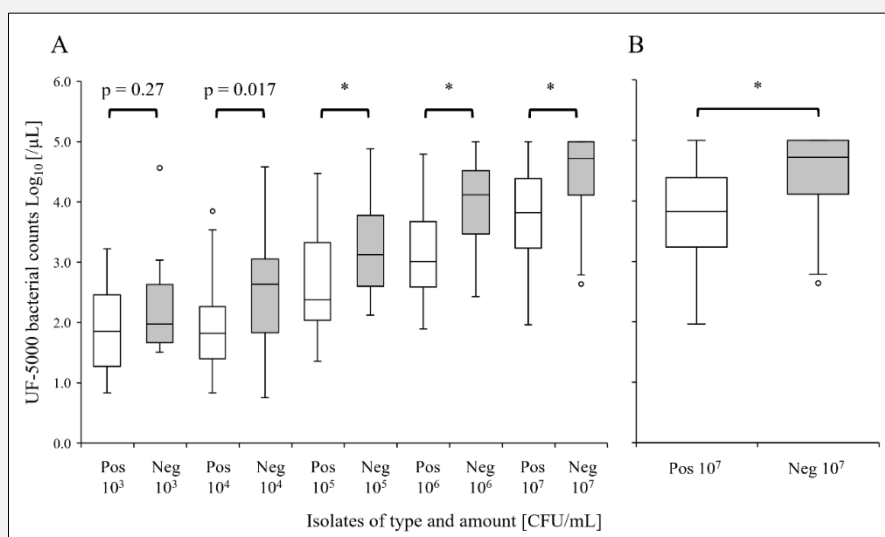 A
B
UF-5000 bacterial counts Log₁₀ [/μL]
6.0
5.0
4.0
3.0
2.0
1.0
0.0
p = 0.27
p = 0.017
*
*
*
*
Pos Neg Pos Neg Pos Neg Pos Neg Pos Neg
10³ 10³ 10⁴ 10⁴ 10⁵ 10⁵ 10⁶ 10⁶ 10⁷ 10⁷
Pos 10⁷ Neg 10⁷
Isolates of type and amount [CFU/mL]